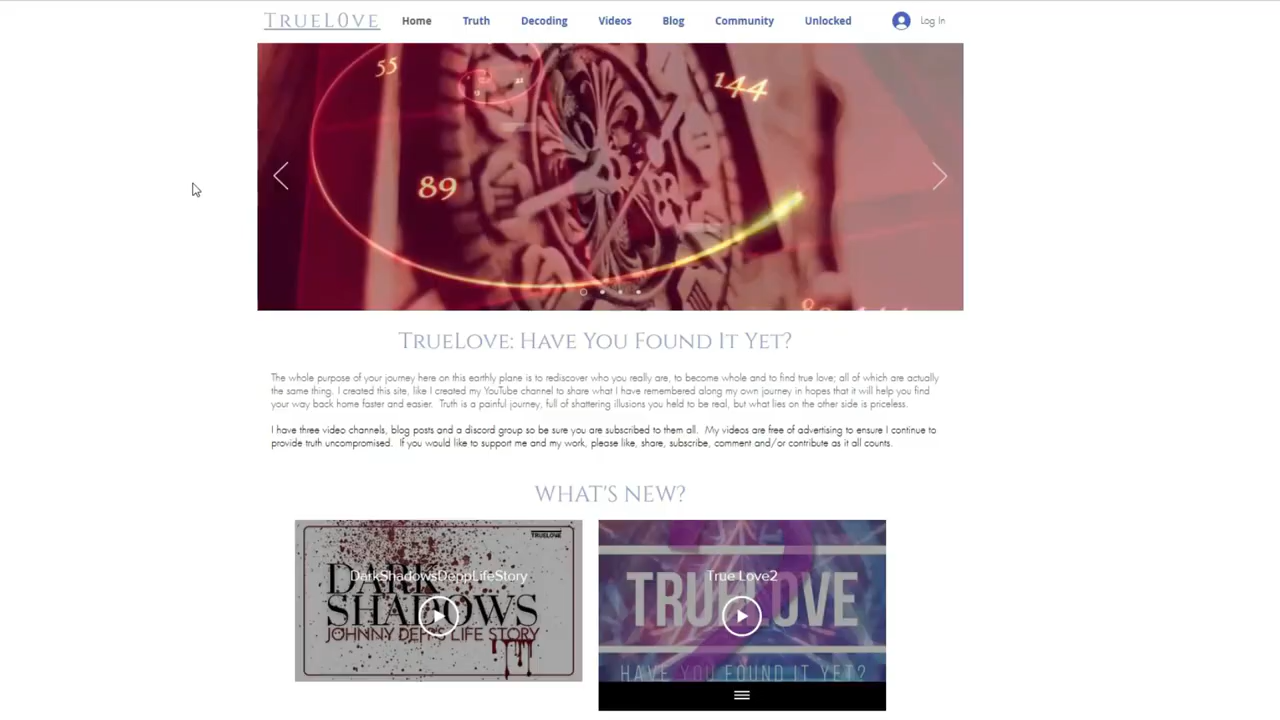 TRUEL0VE
Home Truth Decoding Videos Blog Community Unlocked Log In
55
144
89
TRUELOVE: HAVE YOU FOUND IT YET?
The whole purpose of your journey here on this earthly plane is to rediscover who you really are, to become whole and to find true love; all of which are actually
the same thing. I created this site, like I created my YouTube channel to share what I have remembered along my own journey in hopes that it will help you find
your way back home faster and easier. Truth is a painful journey, full of shattering illusions you held to be real, but what lies on the other side is priceless.
I have three video channels, blog posts and a discord group so be sure you are subscribed to them all. My videos are free of advertising to ensure I continue to
provide truth uncompromised. If you would like to support me and my work, please like, share, subscribe, comment and/or contribute as it all counts.
WHAT'S NEW?
TRUELOVE
DarkShadowsDeppLifeStory
DARK
SHADOWS
JOHNNY DEPP'S LIFE STORY
True Love2
TRUELOVE
HAVE YOU FOUND IT YET?